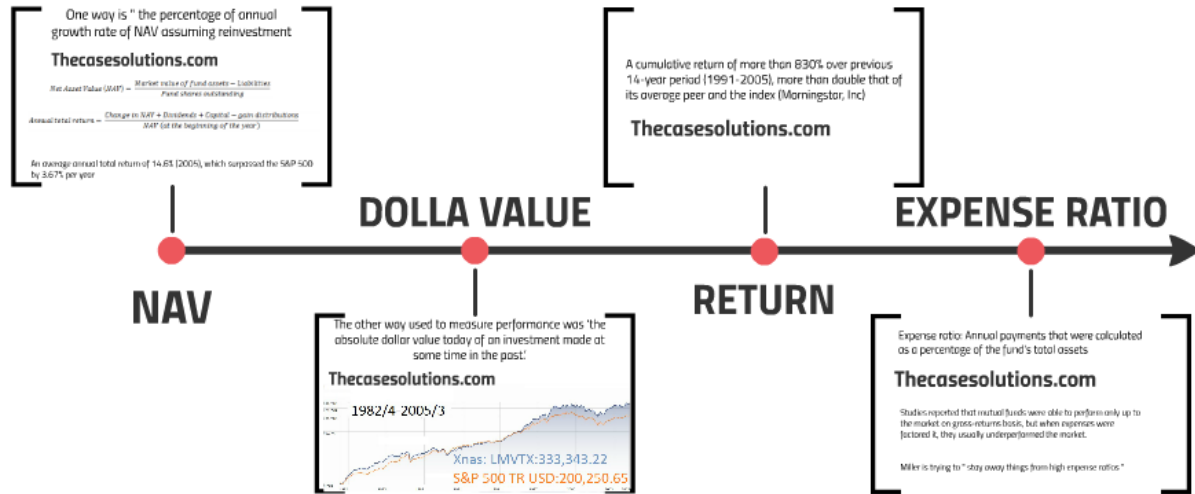 One way is " the percentage of annual
growth rate of NAV assuming reinvestment
Thecasesolutions.com
Net Asset Value (NAV) = Market value of fund assets − Liabilities
Fund shares outstanding
Annual total return = Change in NAV + Dividends + Capital − gain distributions
NAV (at the beginning of the year)
An average annual total return of 14.6% (2005), which surpassed the S&P 500
by 3.67% per year
NAV
DOLLA VALUE
The other way used to measure performance was 'the
absolute dollar value today of an investment made at
some time in the past.'
Thecasesolutions.com
1982/4-2005/3
Xnas: LMVTX:333,343.22
S&P 500 TR USD:200,250.65
A cumulative return of more than 830% over previous
14-year period (1991-2005), more than double that of
its average peer and the index (Morningstar, Inc)
Thecasesolutions.com
RETURN
EXPENSE RATIO
Expense ratio: Annual payments that were calculated
as a percentage of the fund's total assets
Thecasesolutions.com
Studies reported that mutual funds were able to perform only up to
the market on gross-returns basis, but when expenses were
factored it, they usually underperformed the market.
Miller is trying to " stay away things from high expense ratios "